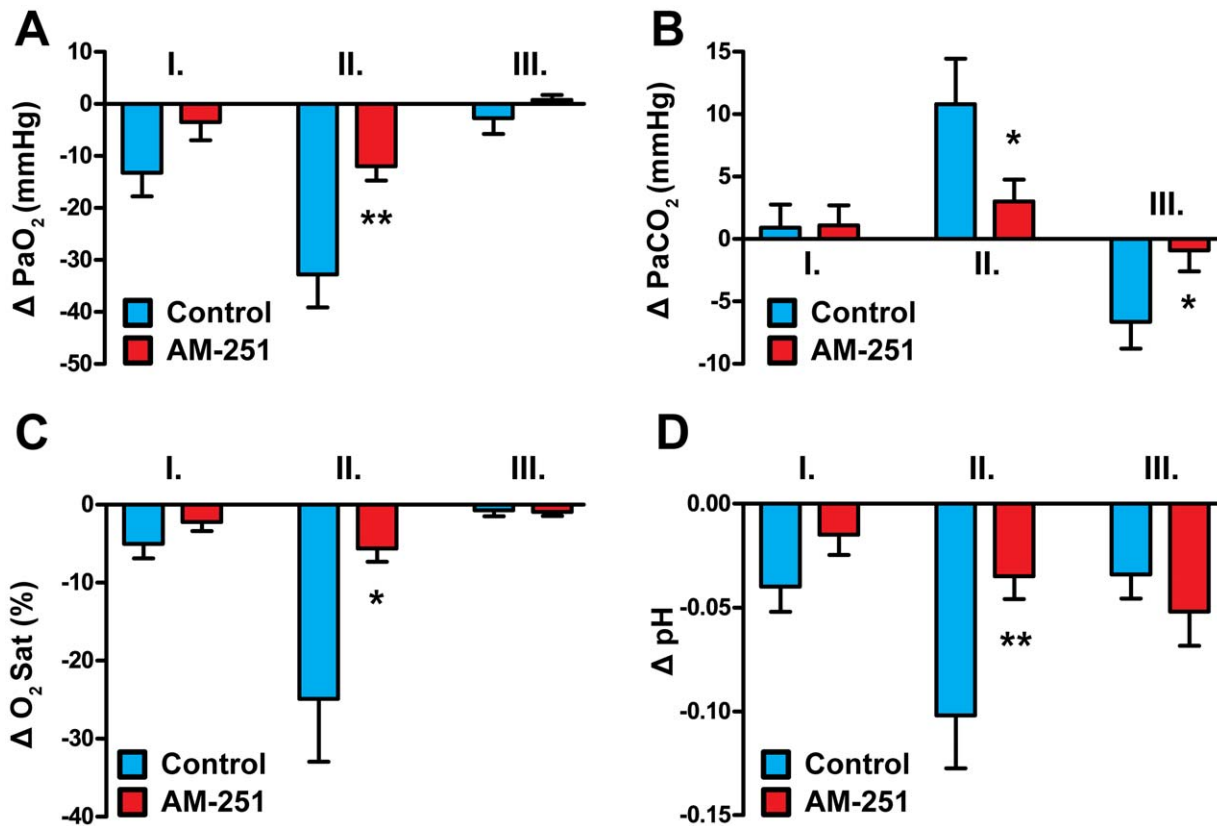 A
Δ PaO2 (mmHg)
10
0
-10
-20
-30
-40
-50
I.
II.
III.
**
Control
AM-251
B
Δ PaCO2 (mmHg)
15
10
5
0
-5
-10
I.
II.
III.
*
*
Control
AM-251
C
Δ O2 Sat (%)
0
-10
-20
-30
-40
I.
II.
III.
*
Control
AM-251
D
Δ pH
0.00
-0.05
-0.10
-0.15
I.
II.
III.
**
Control
AM-251